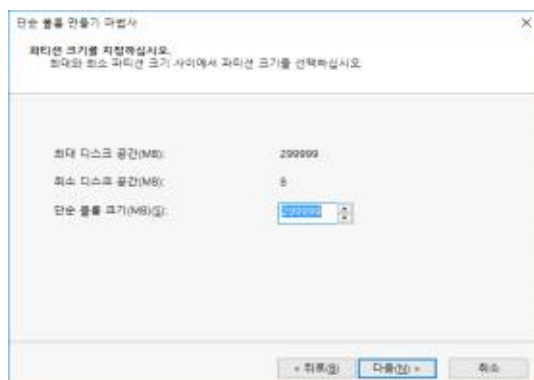 단순 볼륨 만들기 마법사
파티션 크기를 지정하십시오.
최대와 최소 파티션 크기 사이에서 파티션 크기를 선택하십시오.
최대 디스크 공간(MB): 299999
최소 디스크 공간(MB): 8
단순 볼륨 크기(MB)(S): 299999
< 뒤로(B) 다음(N) > 취소